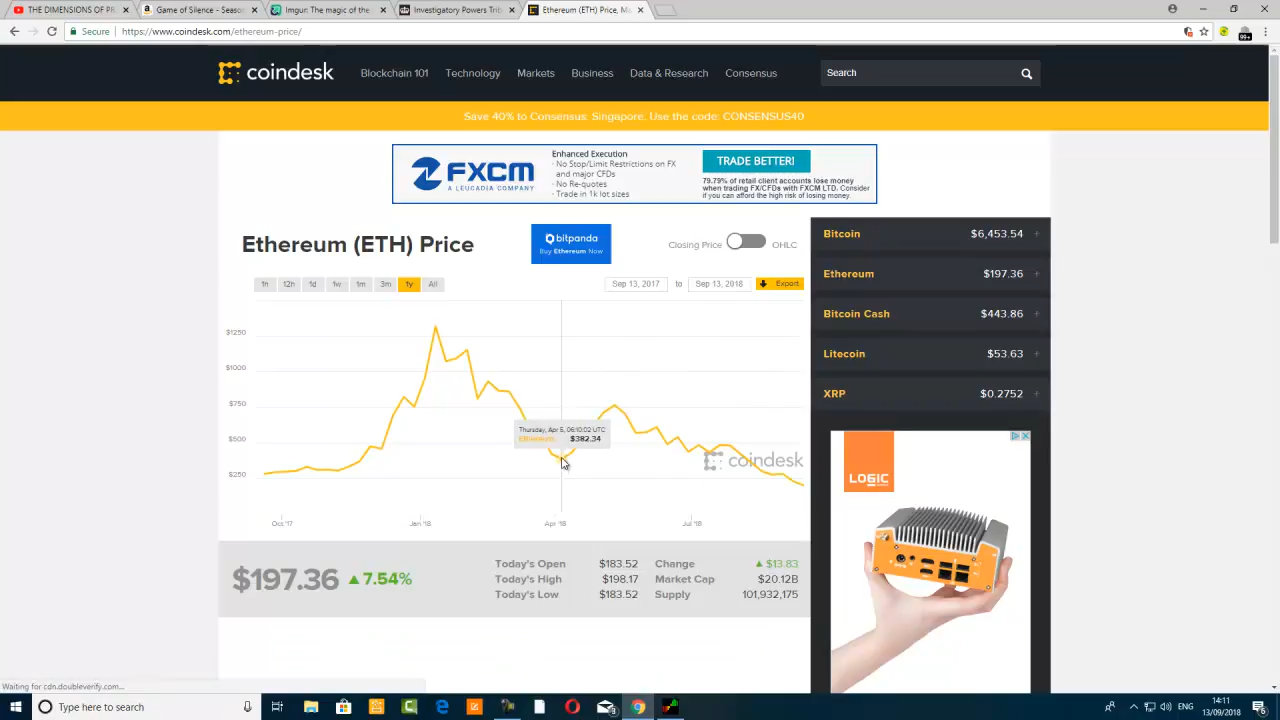 THE DIMENSIONS OF PR
Game of Silence - Seaso
Imgur: The magic of the
Investigatory Powers Trib
Ethereum (ETH) Price, Ma
Secure
https://www.coindesk.com/ethereum-price/
99+
coindesk
Blockchain 101
Technology
Markets
Business
Data & Research
Consensus
Search
Save 40% to Consensus: Singapore. Use the code: CONSENSUS40
FXCM
A LEUCADIA COMPANY
Enhanced Execution
· No Stop/Limit Restrictions on FX
and major CFDs
· No Re-quotes
· Trade in 1k lot sizes
TRADE BETTER!
79.79% of retail client accounts lose money
when trading FX/CFDs with FXCM LTD. Consider
if you can afford the high risk of losing money.
Ethereum (ETH) Price
bitpanda
Buy Ethereum Now
Closing Price
OHLC
1h 12h 1d 1w 1m 3m 1y All
Sep 13, 2017 to Sep 13, 2018
Export
$1250
$1000
$750
$500
$250
Thursday, Apr 5, 06:10:02 UTC
Ethereum: $382.34
coindesk
Oct '17
Jan '18
Apr '18
Jul '18
$197.36 7.54%
Today's Open $183.52
Today's High $198.17
Today's Low $183.52
Change $13.83
Market Cap $20.12B
Supply 101,932,175
Bitcoin $6,453.54 +
Ethereum $197.36 +
Bitcoin Cash $443.86 +
Litecoin $53.63 +
XRP $0.2752 +
LOGIC
Waiting for cdn.doubleverify.com...
Type here to search
3
ENG
14:11
13/09/2018
6